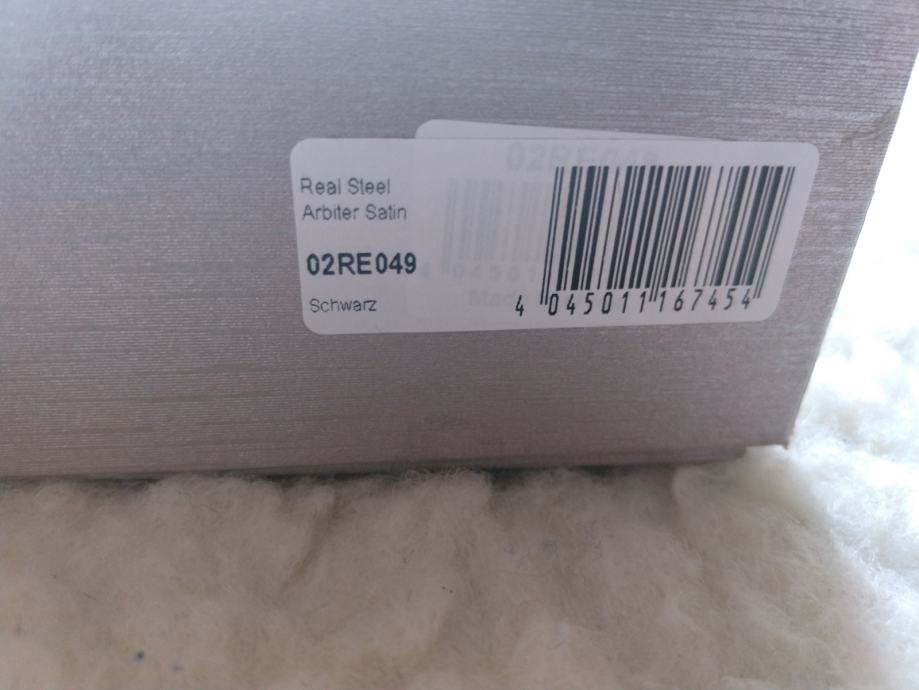 Real Steel
Arbiter Satin
02RE049
Schwarz
4 045011 167454